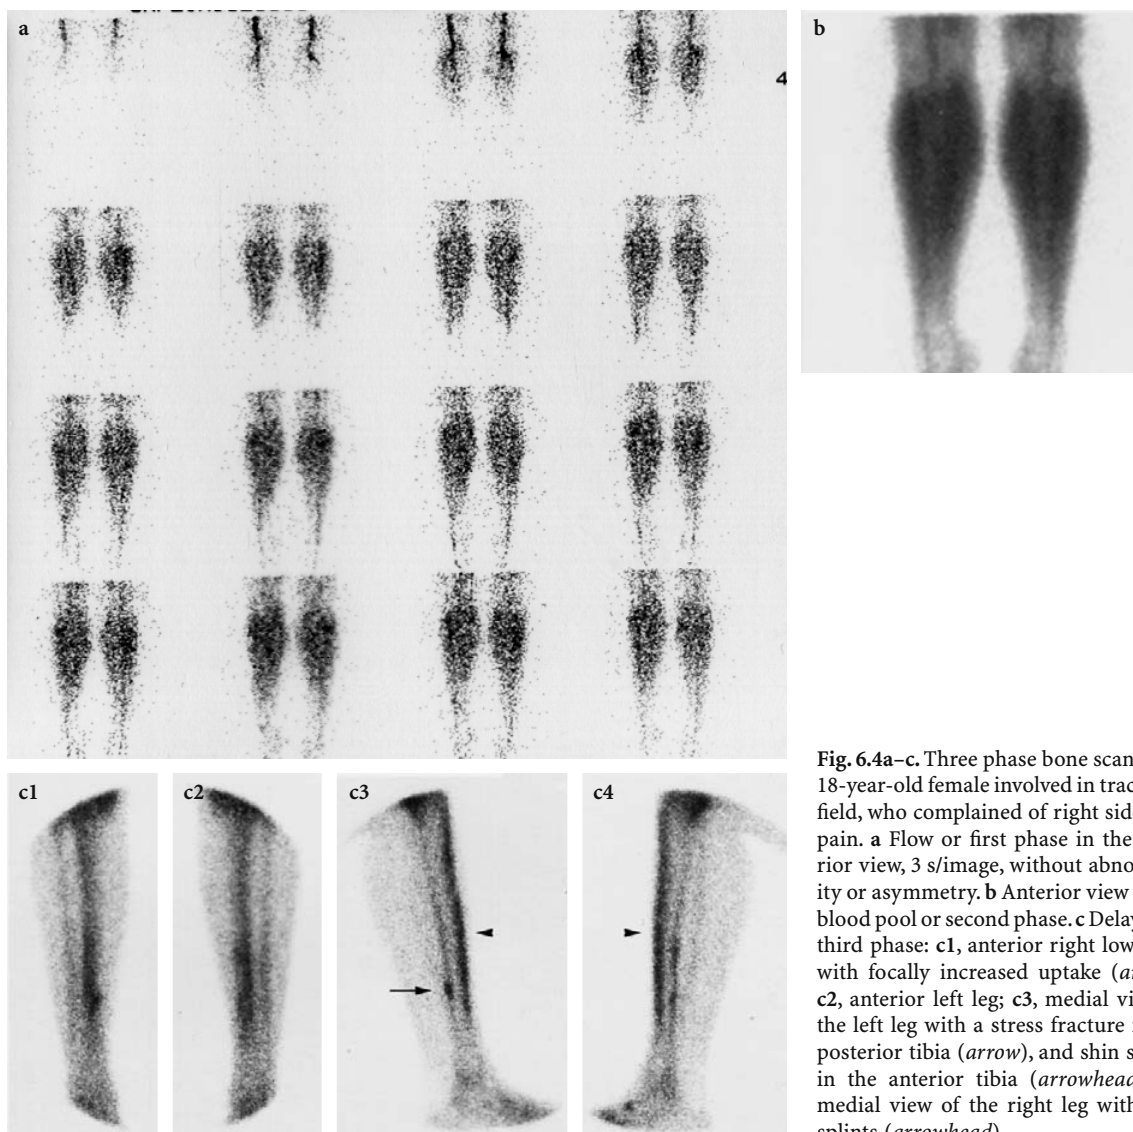 a
b
4
c1
c2
c3
c4
Fig. 6.4a–c. Three phase bone scan
18-year-old female involved in trac
field, who complained of right side
pain. a Flow or first phase in the
rior view, 3 s/image, without abno
ity or asymmetry. b Anterior view
blood pool or second phase. c Delay
third phase: c1, anterior right low
with focally increased uptake (a
c2, anterior left leg; c3, medial vi
the left leg with a stress fracture
posterior tibia (arrow), and shin s
in the anterior tibia (arrowhead
medial view of the right leg with
splints (arrowhead)